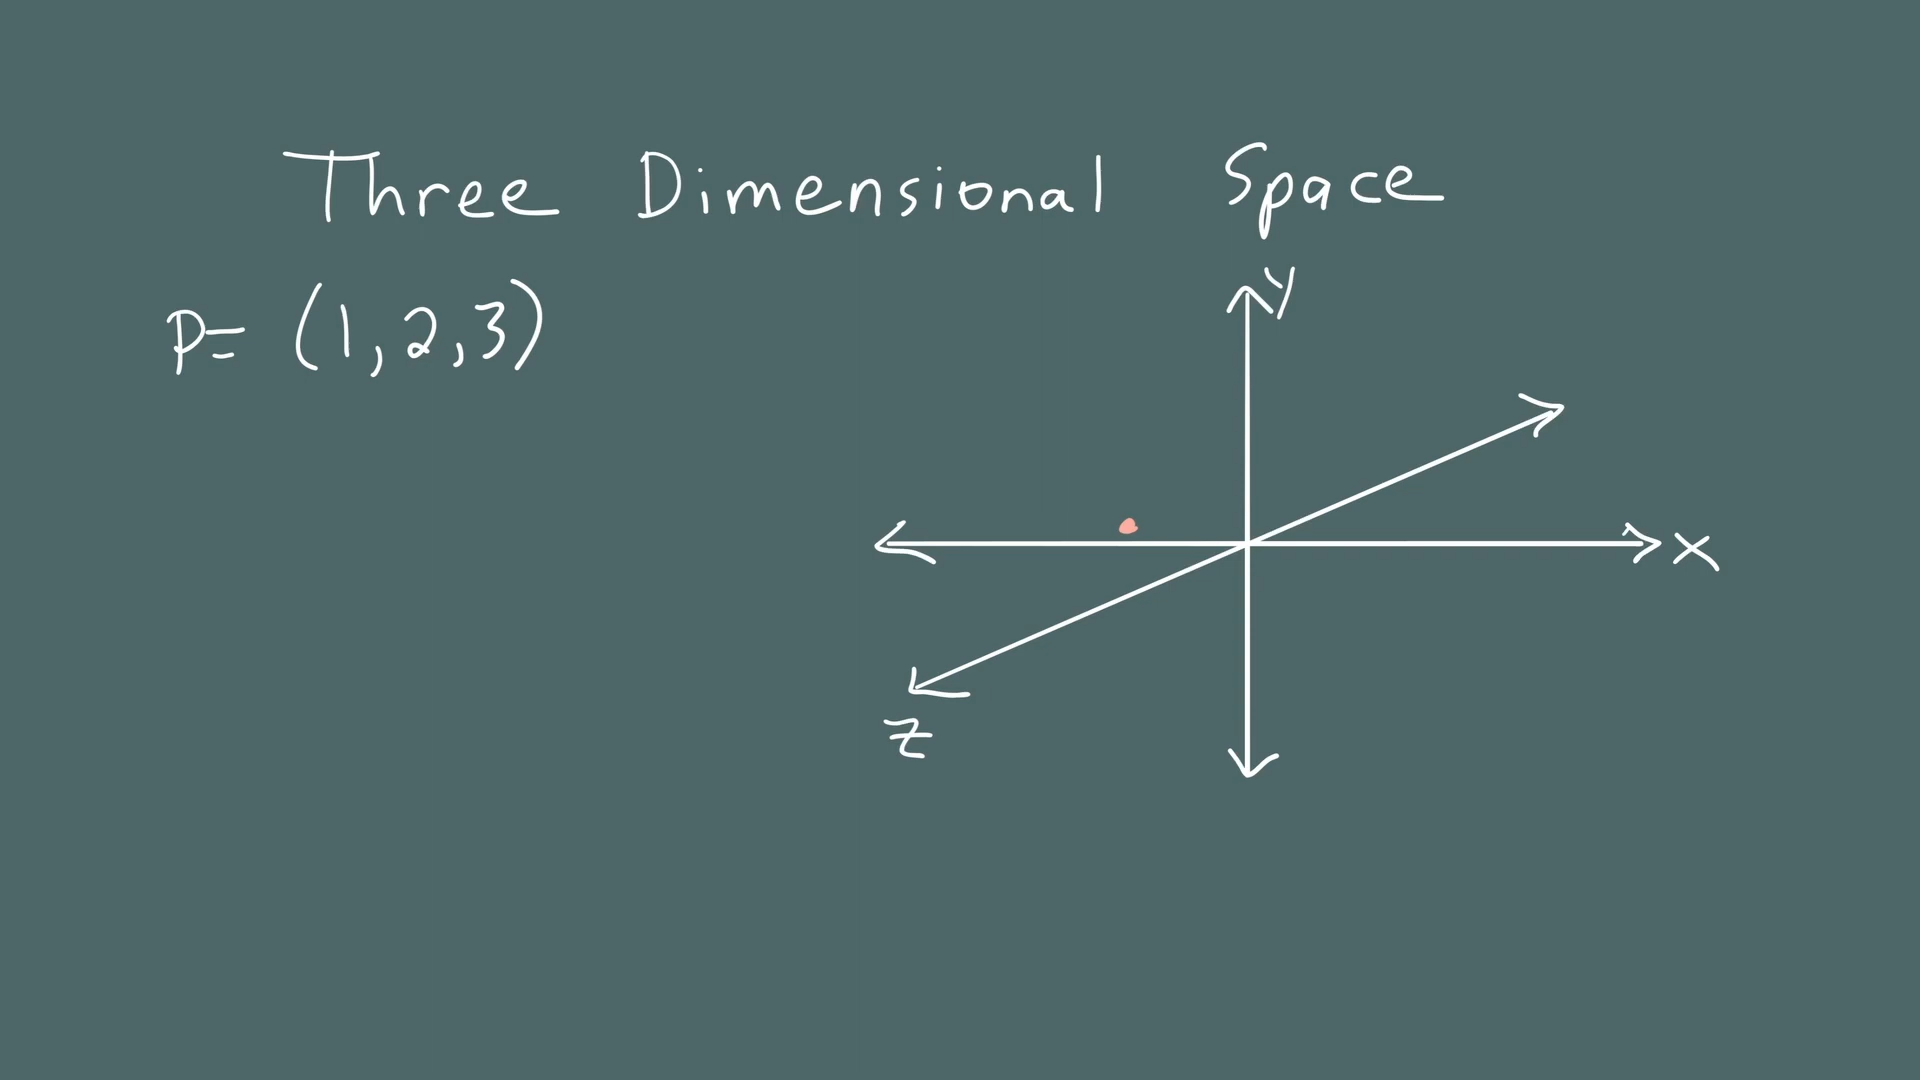 Three Dimensional Space
P= (1,2,3)
y
x
z